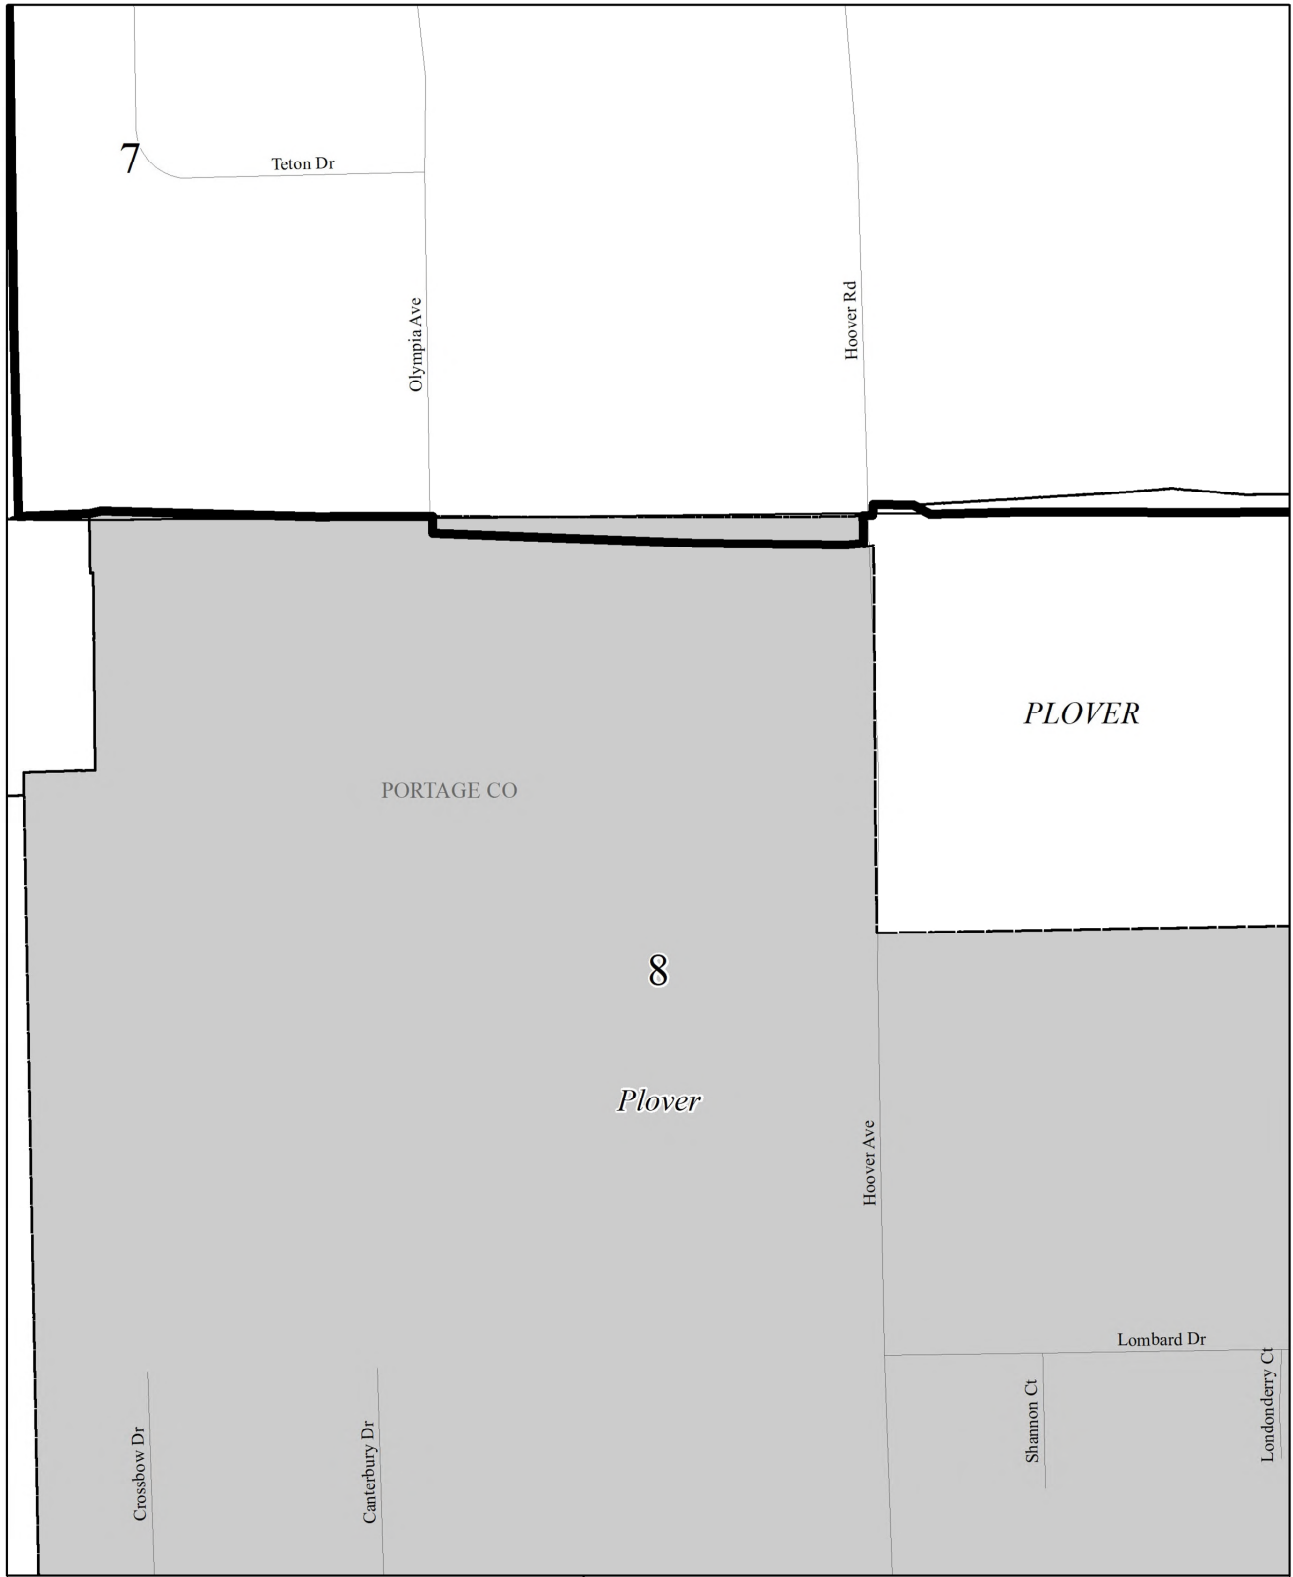 7
Teton Dr
Olympia Ave
Hoover Rd
PLOVER
PORTAGE CO
8
Plover
Hoover Ave
Lombard Dr
Crossbow Dr
Canterbury Dr
Shannon Ct
Londonderry Ct